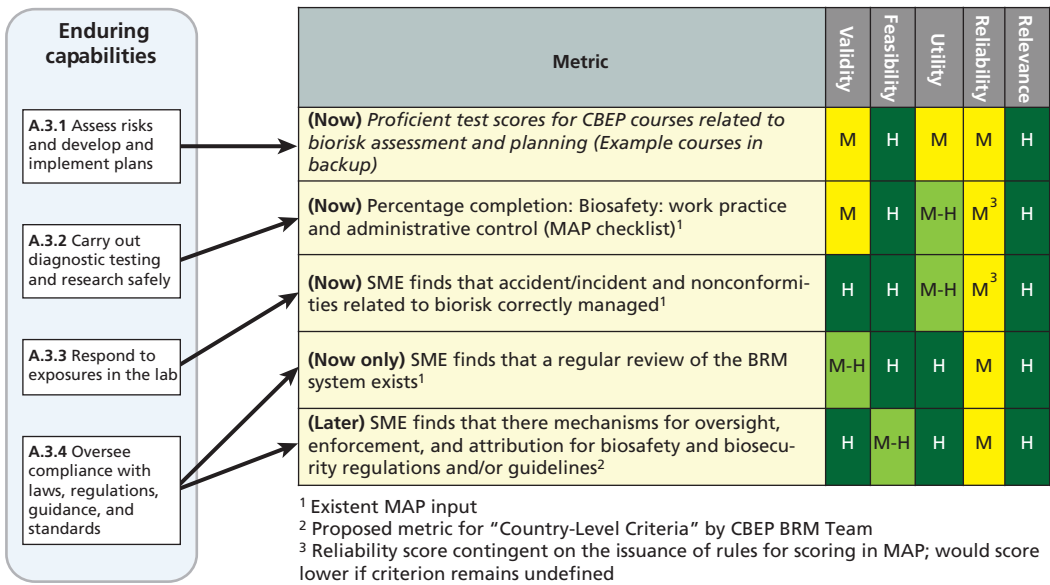 Enduring
capabilities
A.3.1 Assess risks
and develop and
implement plans
A.3.2 Carry out
diagnostic testing
and research safely
A.3.3 Respond to
exposures in the lab
A.3.4 Oversee
compliance with
laws, regulations,
guidance, and
standards
Metric
Validity
Feasibility
Utility
Reliability
Relevance
(Now) Proficient test scores for CBEP courses related to
biorisk assessment and planning (Example courses in
backup)
M H M M H
(Now) Percentage completion: Biosafety: work practice
and administrative control (MAP checklist)1
M H M-H M3 H
(Now) SME finds that accident/incident and nonconformi-
ties related to biorisk correctly managed1
H H M-H M3 H
(Now only) SME finds that a regular review of the BRM
system exists1
M-H H H M H
(Later) SME finds that there mechanisms for oversight,
enforcement, and attribution for biosafety and biosecu-
rity regulations and/or guidelines2
H M-H H M H
1 Existent MAP input
2 Proposed metric for “Country-Level Criteria” by CBEP BRM Team
3 Reliability score contingent on the issuance of rules for scoring in MAP; would score
lower if criterion remains undefined